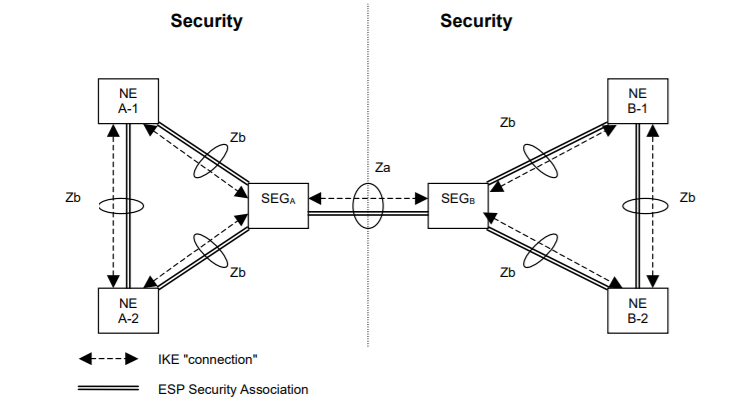 Security
Security
NE
A-1
NE
B-1
Zb
Zb
Za
Zb
SEGA
SEGB
Zb
Zb
Zb
NE
A-2
NE
B-2
IKE "connection"
ESP Security Association